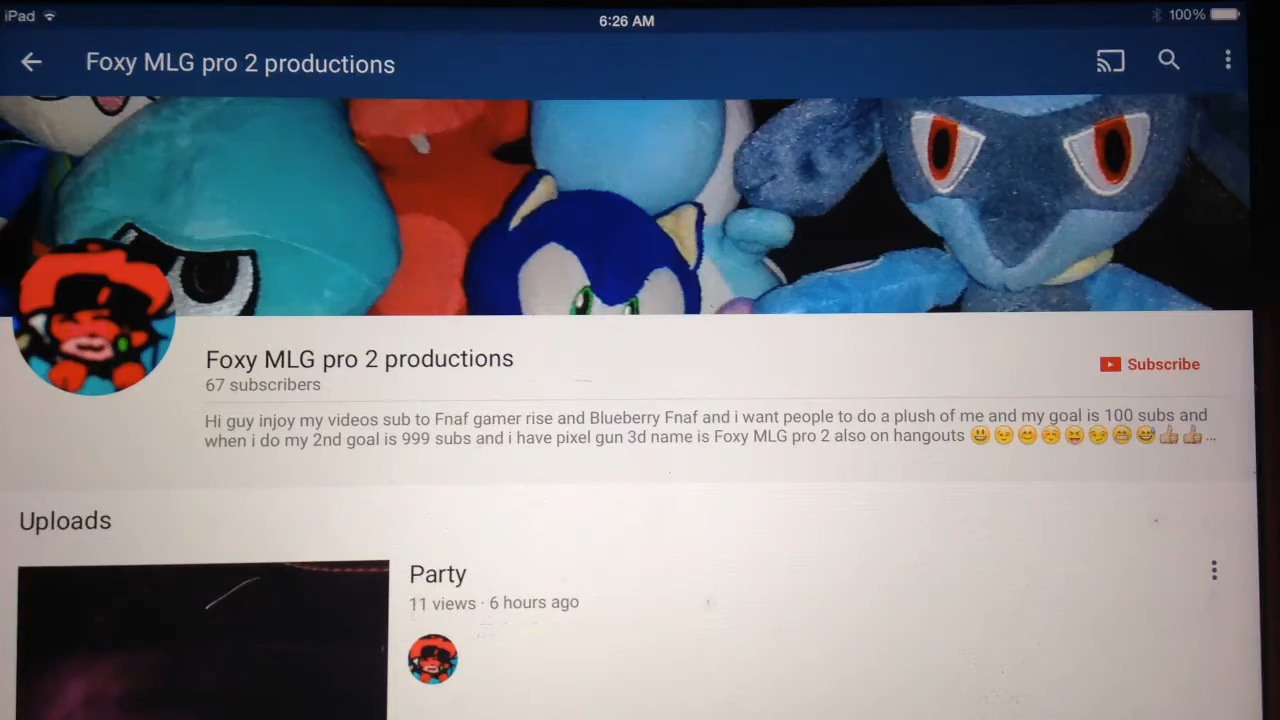 iPad
6:26 AM
100%
Foxy MLG pro 2 productions
Foxy MLG pro 2 productions
67 subscribers
Subscribe
Hi guy injoy my videos sub to Fnaf gamer rise and Blueberry Fnaf and i want people to do a plush of me and my goal is 100 subs and
when i do my 2nd goal is 999 subs and i have pixel gun 3d name is Foxy MLG pro 2 also on hangouts 😃😉😊☺️😝😏😁😅👍👍...
Uploads
Party
11 views · 6 hours ago